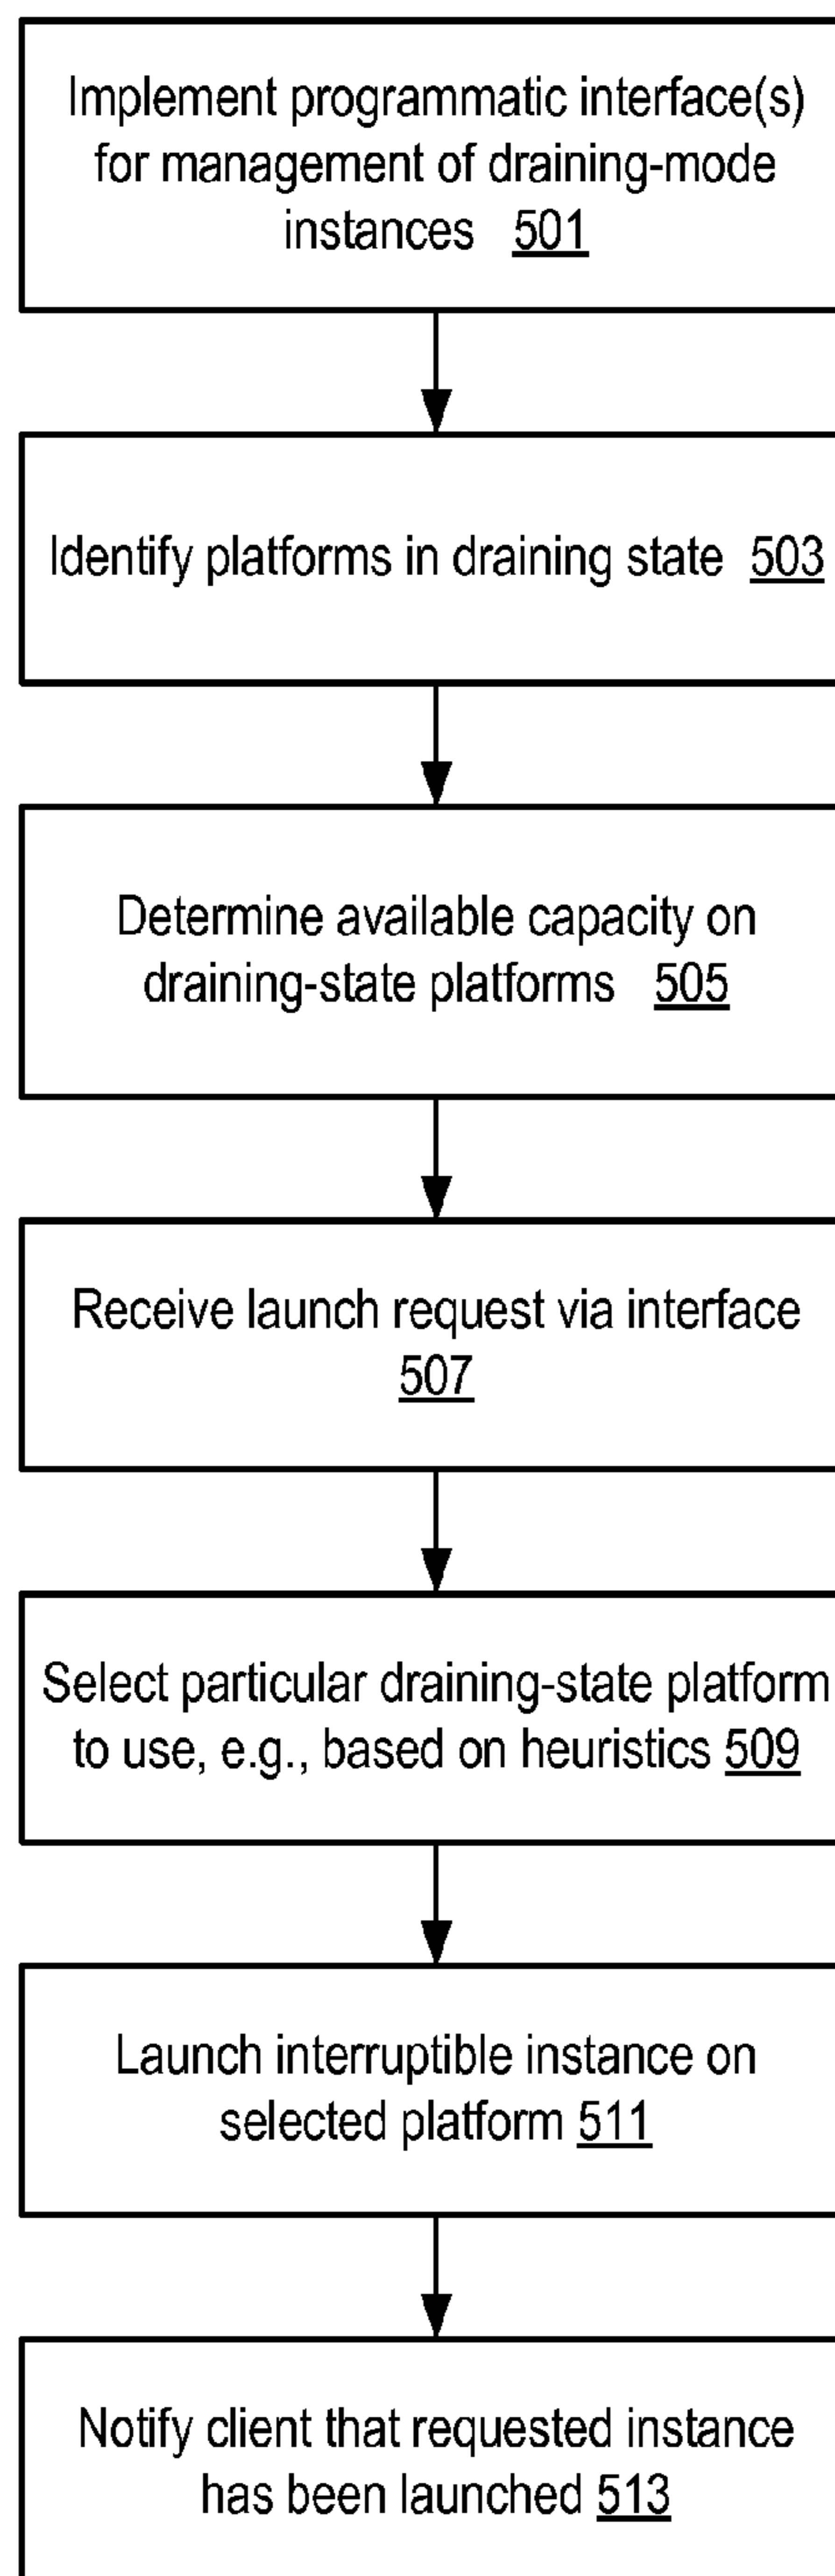 Implement programmatic interface(s)
for management of draining-mode
instances 501
Identify platforms in draining state 503
Determine available capacity on
draining-state platforms 505
Receive launch request via interface
507
Select particular draining-state platform
to use, e.g., based on heuristics 509
Launch interruptible instance on
selected platform 511
Notify client that requested instance
has been launched 513